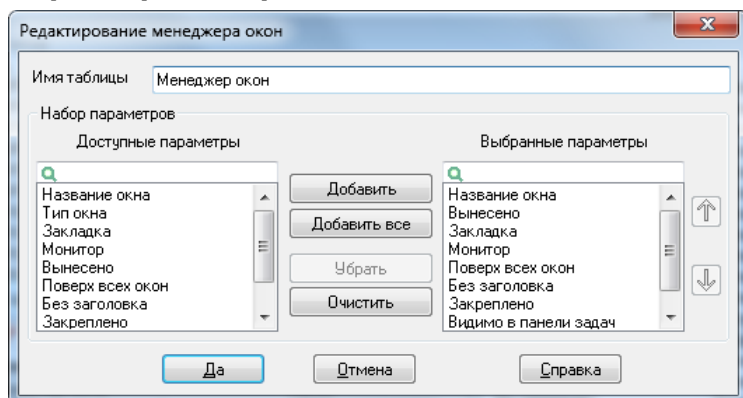 Редактирование менеджера окон
Имя таблицы Менеджер окон
Набор параметров
Доступные параметры
Название окна
Тип окна
Закладка
Монитор
Вынесено
Поверх всех окон
Без заголовка
Закреплено
Добавить
Добавить все
Убрать
Очистить
Выбранные параметры
Название окна
Вынесено
Закладка
Монитор
Поверх всех окон
Без заголовка
Закреплено
Видимо в панели задач
Да Отмена Справка